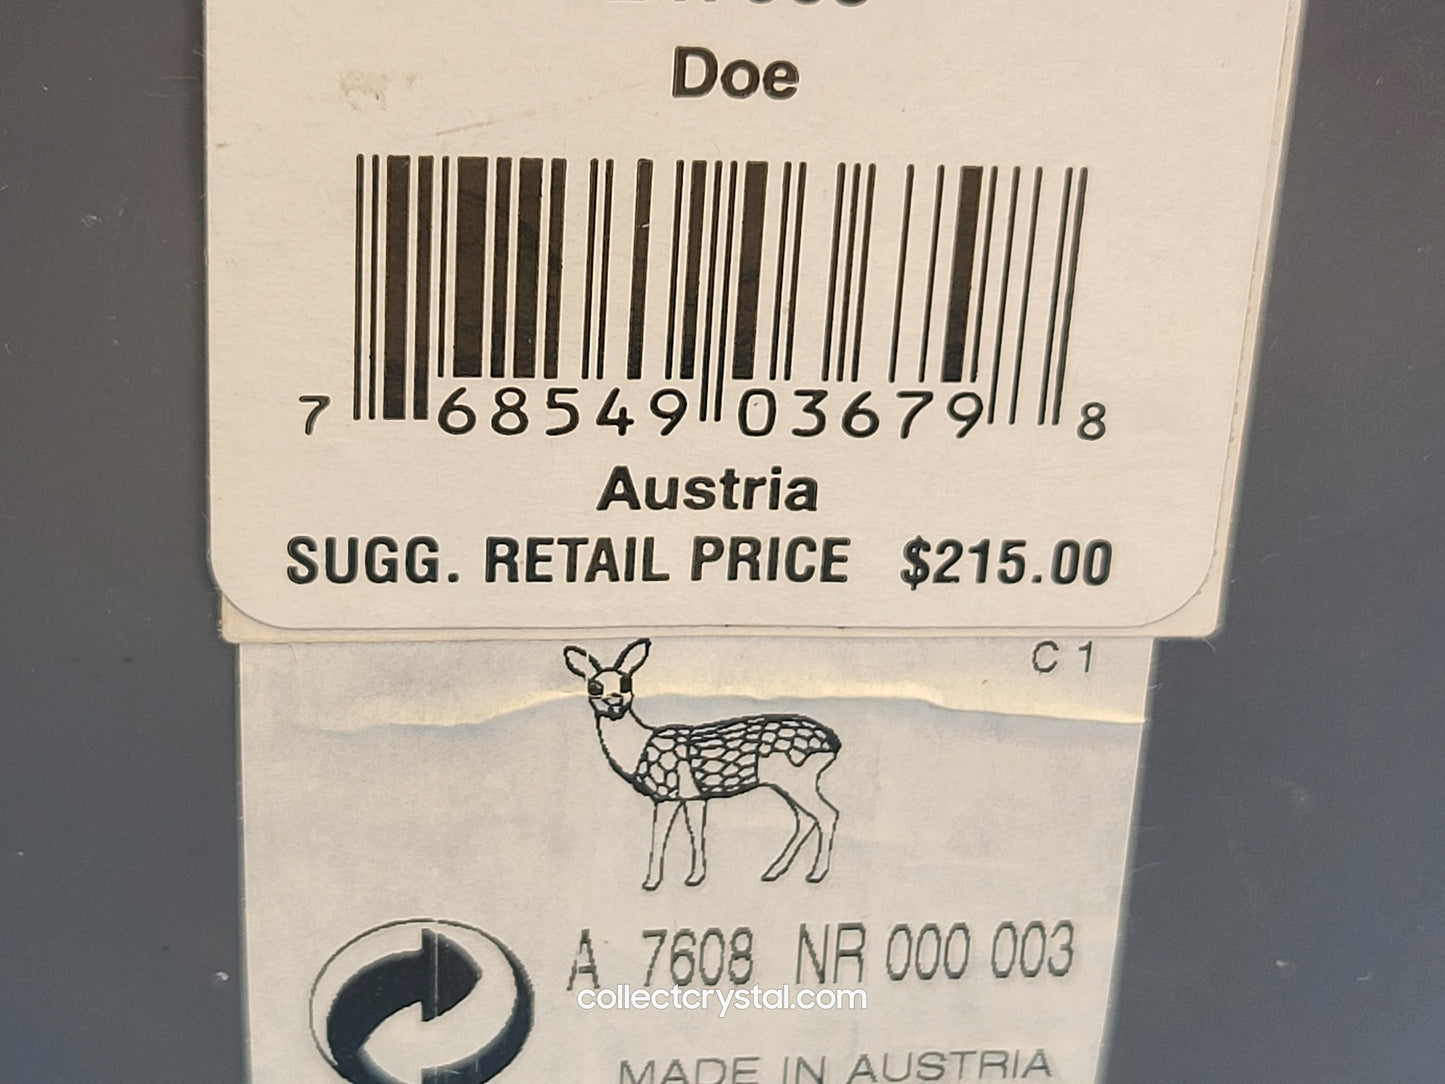 Doe
7 68549 03679 8
Austria
SUGG. RETAIL PRICE $215.00
C 1
A 7608 NR 000 003
collectcrystal.com
MADE IN AUSTRIA